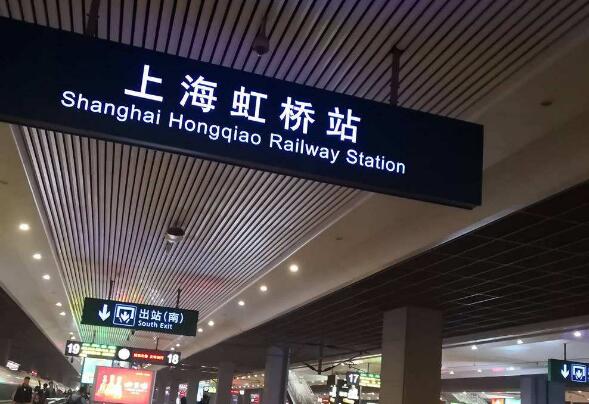 上海虹桥站
Shanghai Hongqiao Railway Station
出站(南)
South Exit
19
18
17